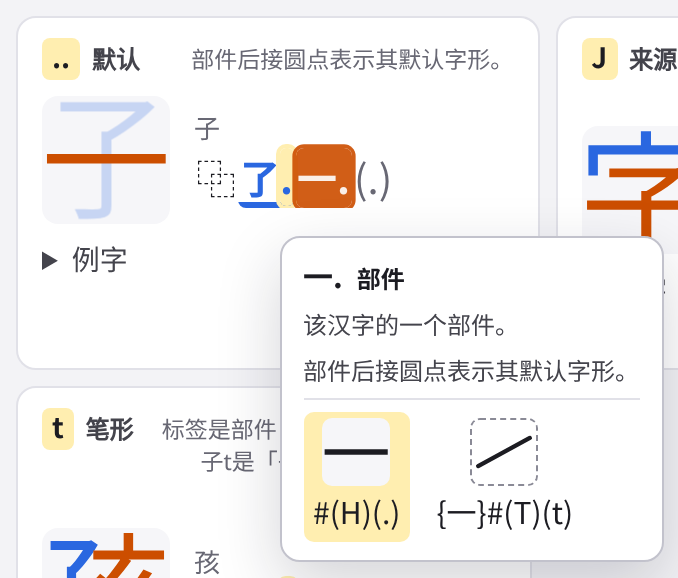 .. 默认 部件后接圆点表示其默认字形。
子
子
⿻了.一.(.)
▶ 例字
J 来源
字
一. 部件
该汉字的一个部件。
部件后接圆点表示其默认字形。
#(H)(.) {一}#(T)(t)
t 笔形 标签是部件
子t是「
孩
孩